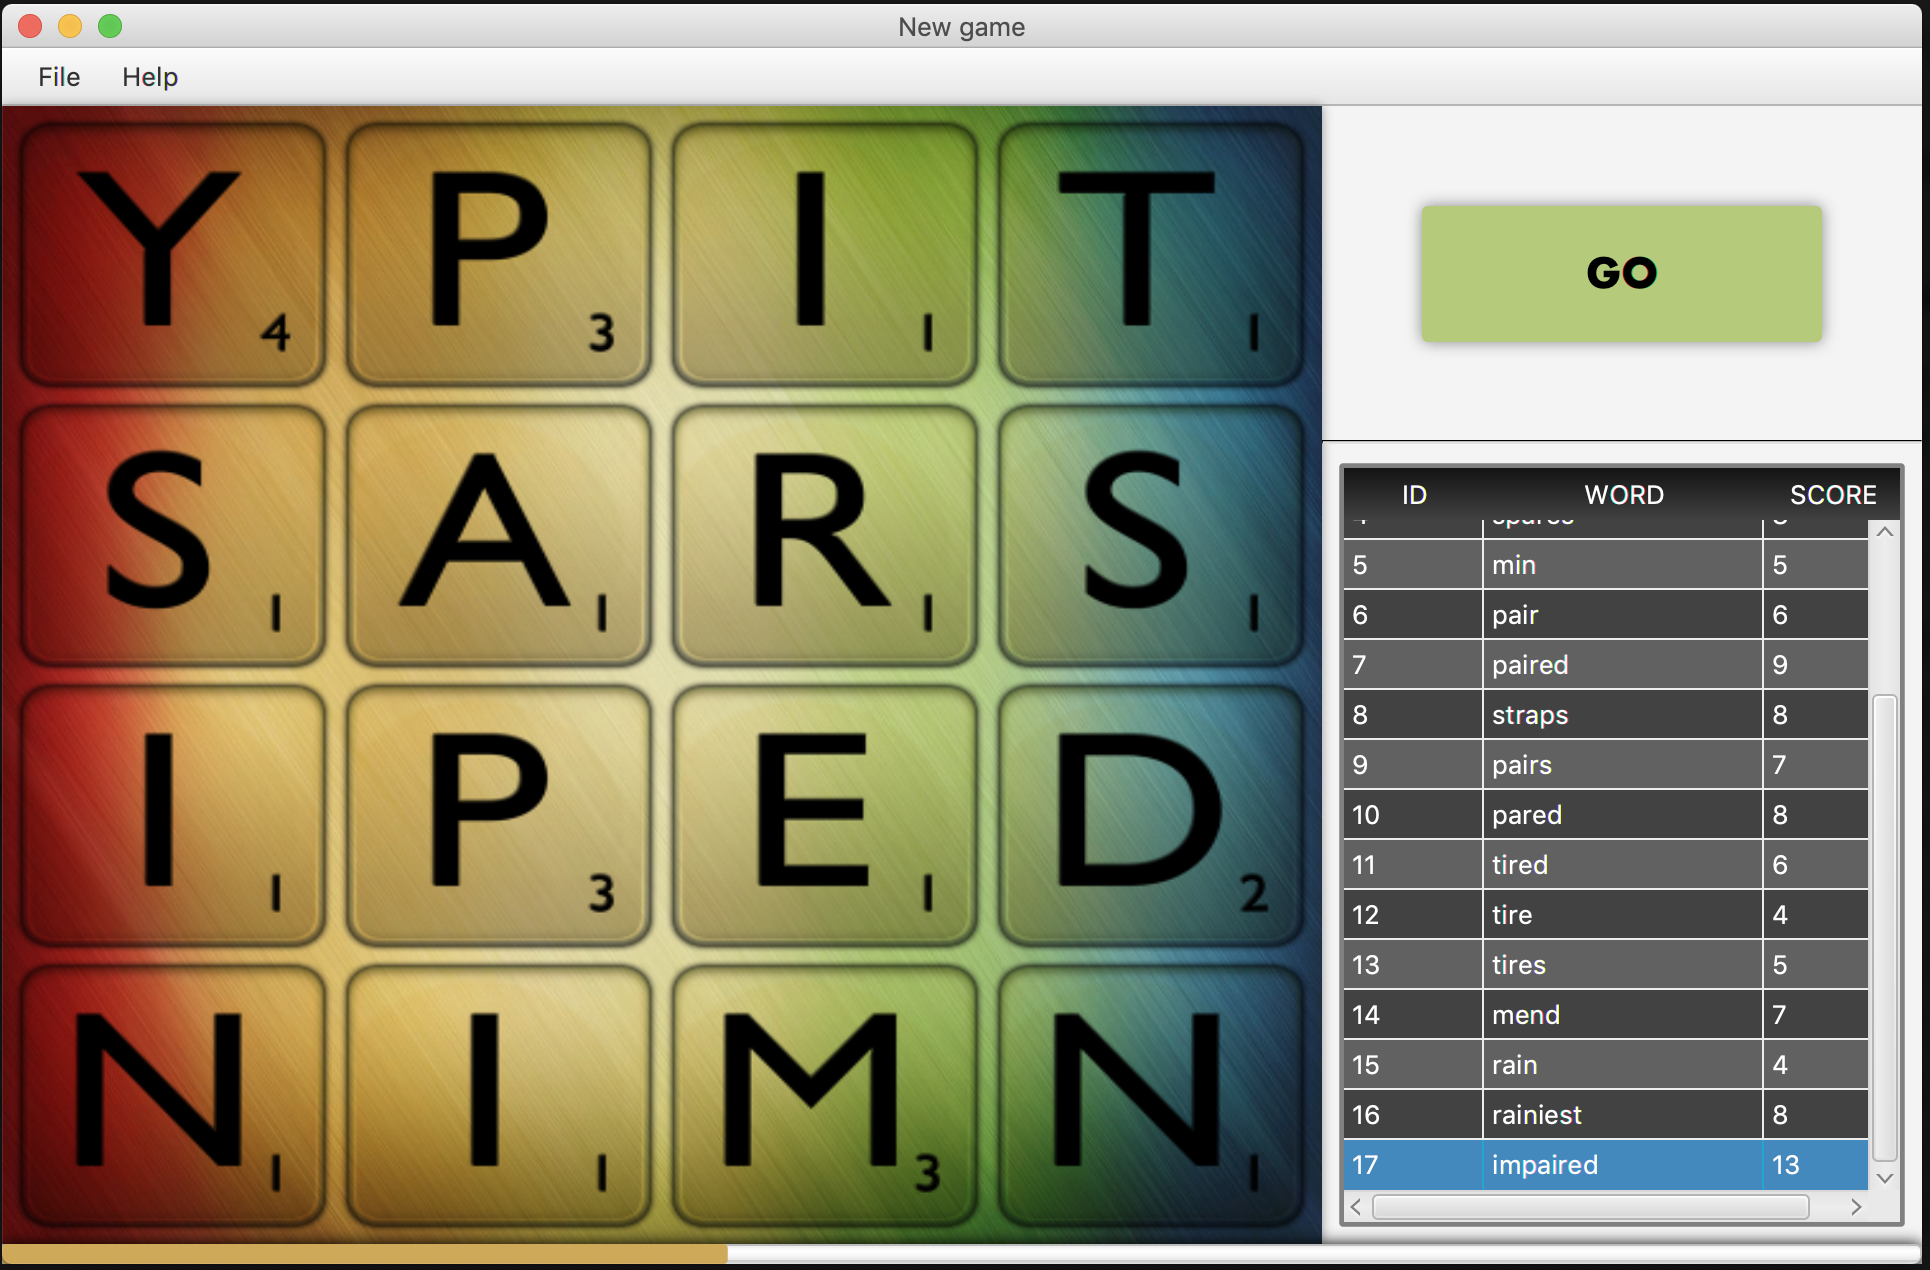 New game
File Help
Y 4 P 3 I 1 T 1
S 1 A 1 R 1 S 1
I 1 P 3 E 1 D 2
N 1 I 1 M 3 N 1
GO
ID WORD SCORE
5 min 5
6 pair 6
7 paired 9
8 straps 8
9 pairs 7
10 pared 8
11 tired 6
12 tire 4
13 tires 5
14 mend 7
15 rain 4
16 rainiest 8
17 impaired 13